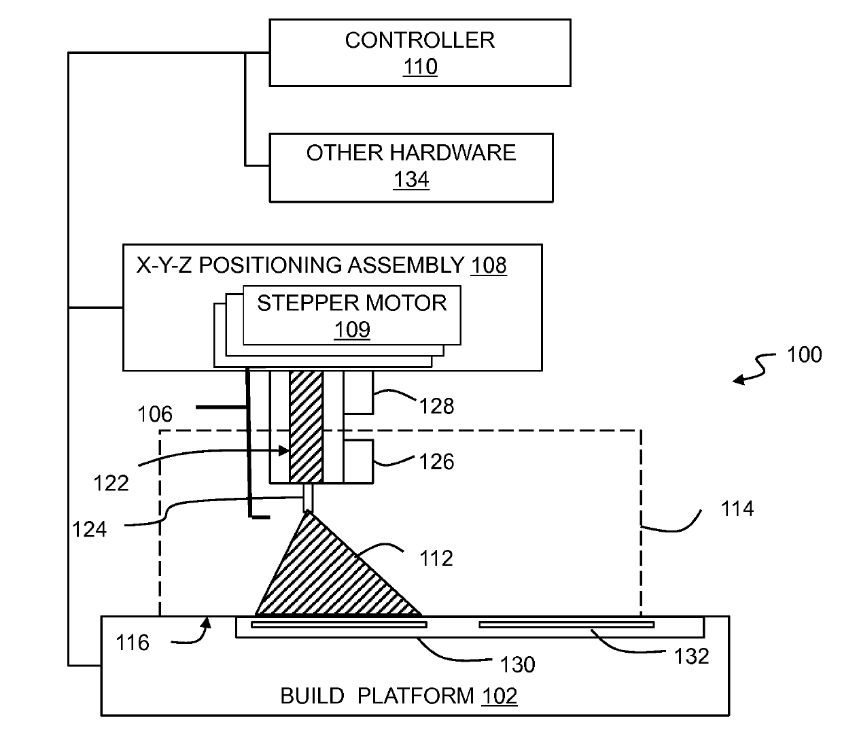 CONTROLLER
110
OTHER HARDWARE
134
X-Y-Z POSITIONING ASSEMBLY 108
STEPPER MOTOR
109
100
106
128
126
122
124
114
112
116
130
132
BUILD PLATFORM 102